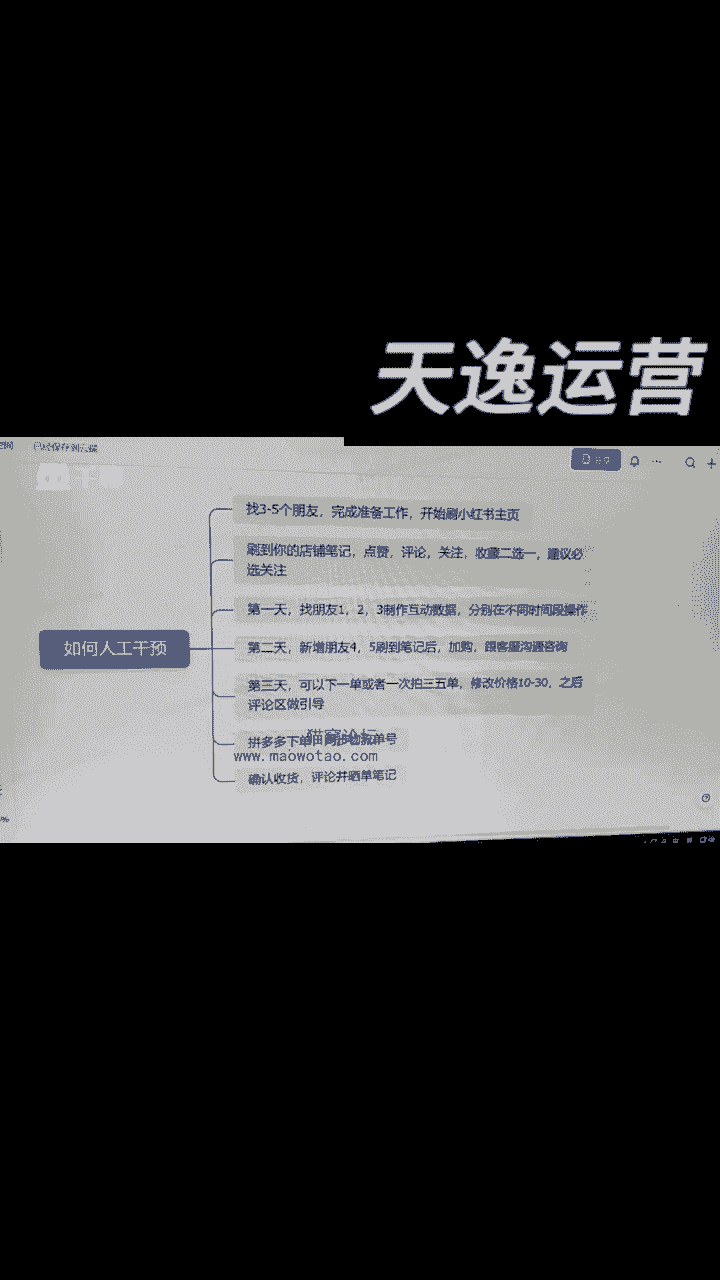 天逸运营
已经保存到云端
找3-5个朋友，完成准备工作，开始刷小红书主页
刷到你的店铺笔记，点赞，评论，关注，收藏二选一，建议必
选关注
第一天，找朋友1，2，3制作互动数据，分别在不同时间段操作
如何人工干预
第二天，新增朋友4，5刷到笔记后，加购，跟客服沟通咨询
第三天，可以下一单或者一次拍三五单，修改价格10-30，之后
评论区做引导
猫窝论坛
拼多多下单 单号
www.maowotao.com
确认收货，评论并晒单笔记